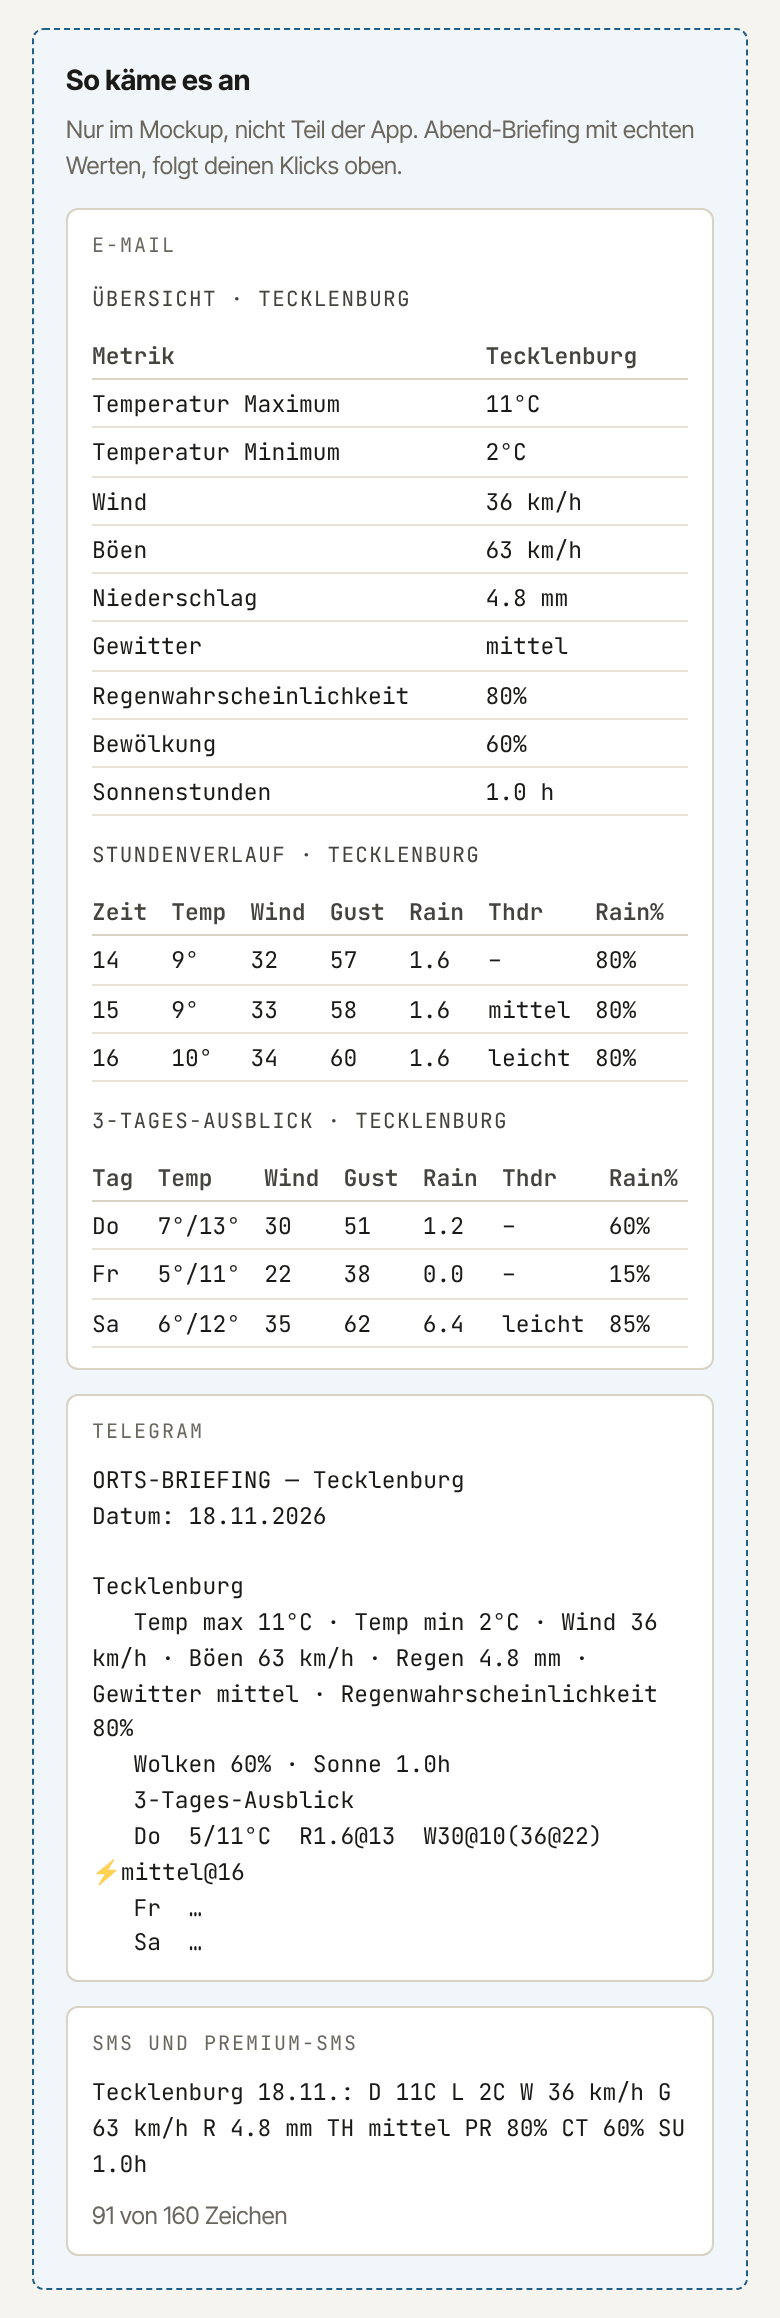 So käme es an
Nur im Mockup, nicht Teil der App. Abend-Briefing mit echten
Werten, folgt deinen Klicks oben.
E-MAIL
ÜBERSICHT · TECKLENBURG
Metrik Tecklenburg
Temperatur Maximum 11°C
Temperatur Minimum 2°C
Wind 36 km/h
Böen 63 km/h
Niederschlag 4.8 mm
Gewitter mittel
Regenwahrscheinlichkeit 80%
Bewölkung 60%
Sonnenstunden 1.0 h
STUNDENVERLAUF · TECKLENBURG
Zeit Temp Wind Gust Rain Thdr Rain%
14 9° 32 57 1.6 – 80%
15 9° 33 58 1.6 mittel 80%
16 10° 34 60 1.6 leicht 80%
3-TAGES-AUSBLICK · TECKLENBURG
Tag Temp Wind Gust Rain Thdr Rain%
Do 7°/13° 30 51 1.2 – 60%
Fr 5°/11° 22 38 0.0 – 15%
Sa 6°/12° 35 62 6.4 leicht 85%
TELEGRAM
ORTS-BRIEFING — Tecklenburg
Datum: 18.11.2026
Tecklenburg
Temp max 11°C · Temp min 2°C · Wind 36
km/h · Böen 63 km/h · Regen 4.8 mm ·
Gewitter mittel · Regenwahrscheinlichkeit
80%
Wolken 60% · Sonne 1.0h
3-Tages-Ausblick
Do 5/11°C R1.6@13 W30@10(36@22)
⚡mittel@16
Fr …
Sa …
SMS UND PREMIUM-SMS
Tecklenburg 18.11.: D 11C L 2C W 36 km/h G
63 km/h R 4.8 mm TH mittel PR 80% CT 60% SU
1.0h
91 von 160 Zeichen